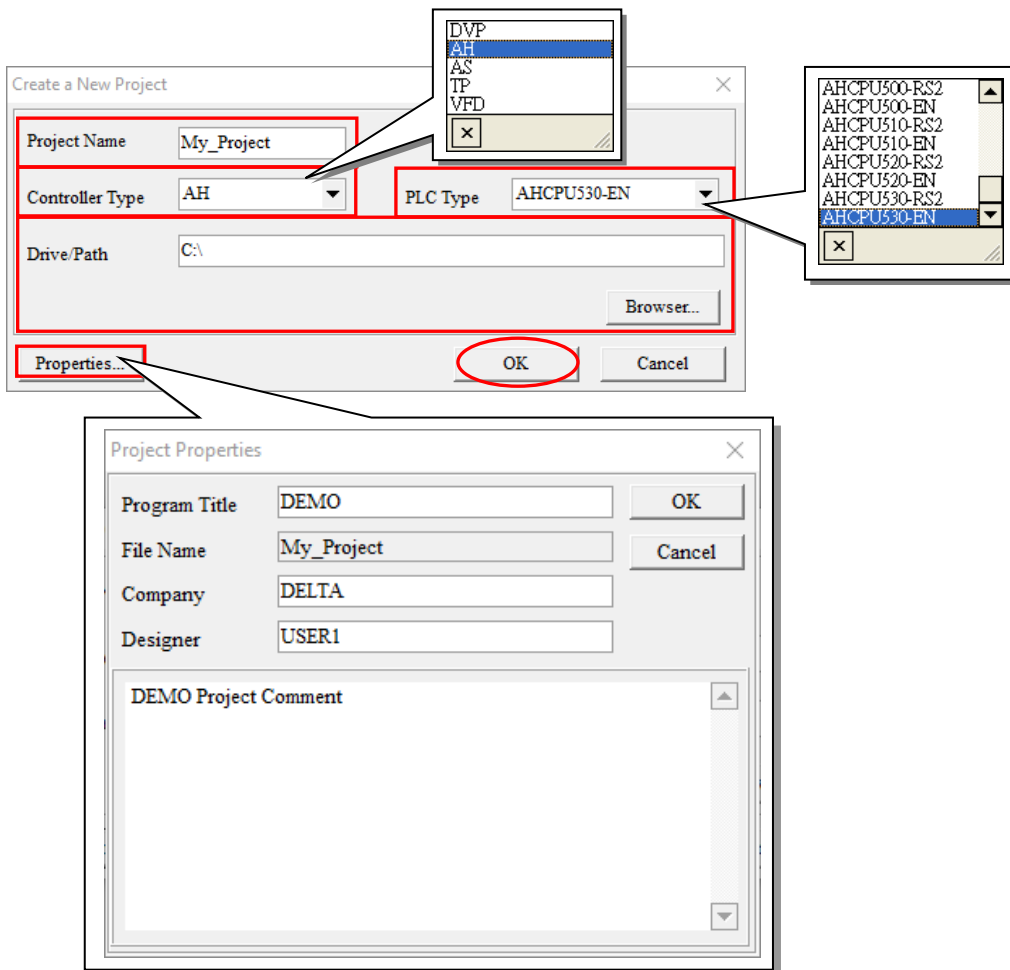 DVP
AH
AS
TP
VFD
Create a New Project
AHCPU500-RS2
AHCPU500-EN
AHCPU510-RS2
AHCPU510-EN
AHCPU520-RS2
AHCPU520-EN
AHCPU530-RS2
AHCPU530-EN
Project Name My_Project
Controller Type AH PLC Type AHCPU530-EN
Drive/Path C:\
Browser...
Properties... OK Cancel
Project Properties
Program Title DEMO OK
File Name My_Project Cancel
Company DELTA
Designer USER1
DEMO Project Comment